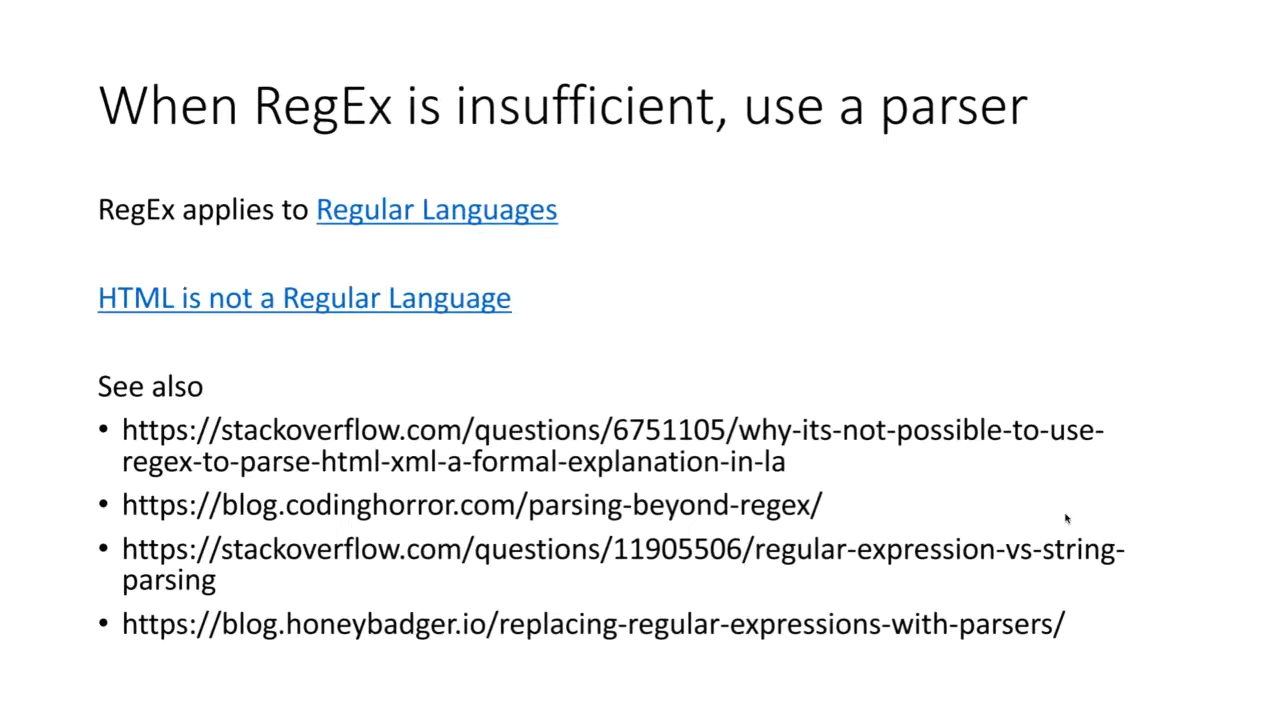 When RegEx is insufficient, use a parser
RegEx applies to Regular Languages
HTML is not a Regular Language
See also
• https://stackoverflow.com/questions/6751105/why-its-not-possible-to-use-
regex-to-parse-html-xml-a-formal-explanation-in-la
• https://blog.codinghorror.com/parsing-beyond-regex/
• https://stackoverflow.com/questions/11905506/regular-expression-vs-string-
parsing
• https://blog.honeybadger.io/replacing-regular-expressions-with-parsers/